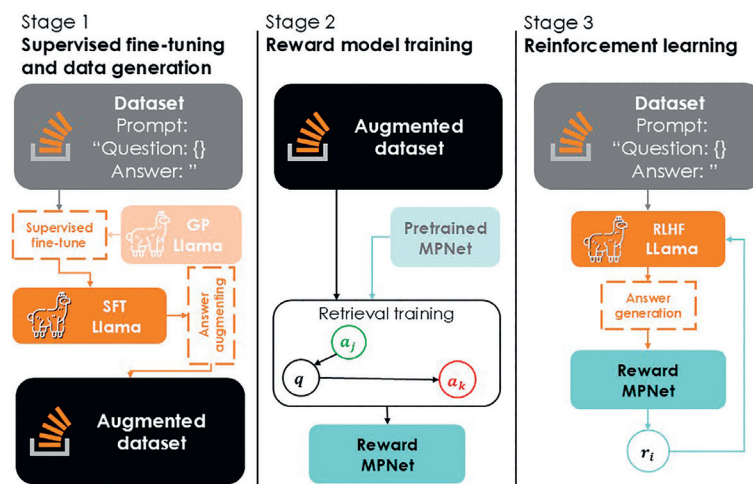 Stage 1
Supervised fine-tuning
and data generation
Dataset
Prompt:
“Question: {}
Answer: ”
Supervised
fine-tune
GP
Llama
SFT
Llama
Answer
augmenting
Augmented
dataset
Stage 2
Reward model training
Augmented
dataset
Pretrained
MPNet
Retrieval training
a_j
q
a_k
Reward
MPNet
Stage 3
Reinforcement learning
Dataset
Prompt:
“Question: {}
Answer: ”
RLHF
LLama
Answer
generation
Reward
MPNet
r_i